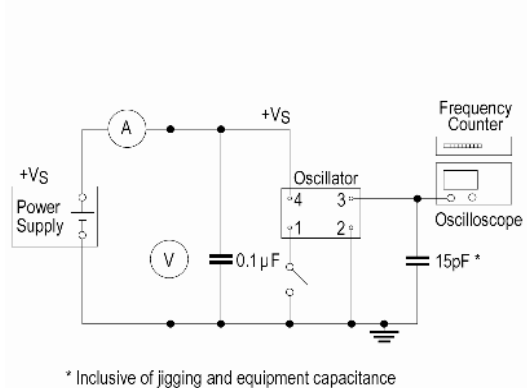 Frequency
Counter
+VS
A
+VS
Oscillator
Power
Supply
4
3
Oscilloscope
1
2
V
0.1 µF
15pF *
* Inclusive of jigging and equipment capacitance